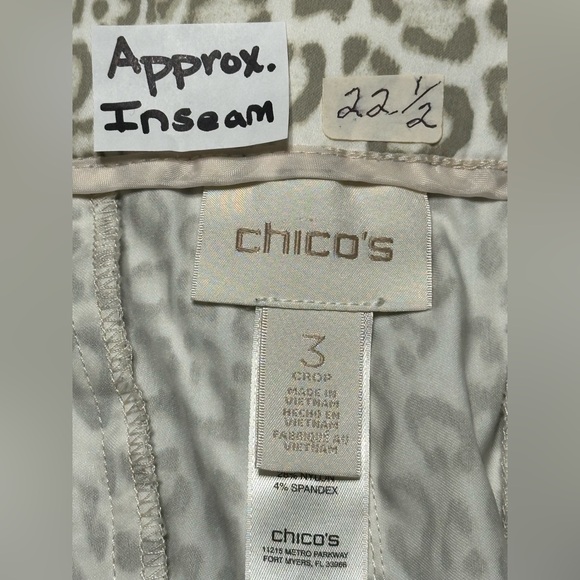 Approx.
Inseam
22 1/2
chico's
3
CROP
MADE IN
VIETNAM
HECHO EN
VIETNAM
FABRIQUÉ AU
VIETNAM
NYLON
4% SPANDEX
chico's
11215 METRO PARKWAY
FORT MYERS, FL 33966